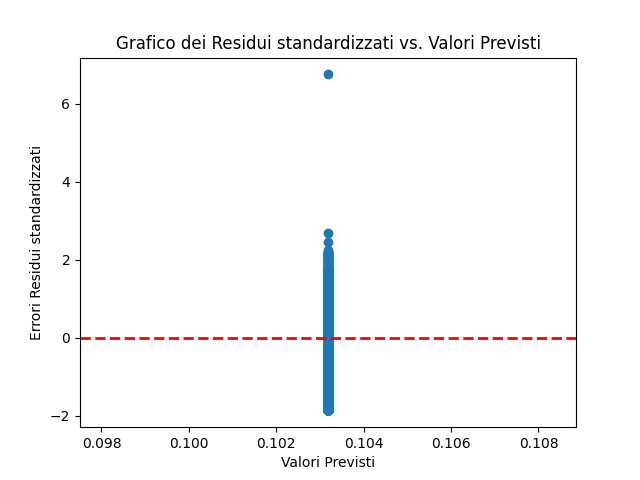 Grafico dei Residui standardizzati vs. Valori Previsti
Errori Residui standardizzati
6
4
2
0
−2
0.098 0.100 0.102 0.104 0.106 0.108
Valori Previsti